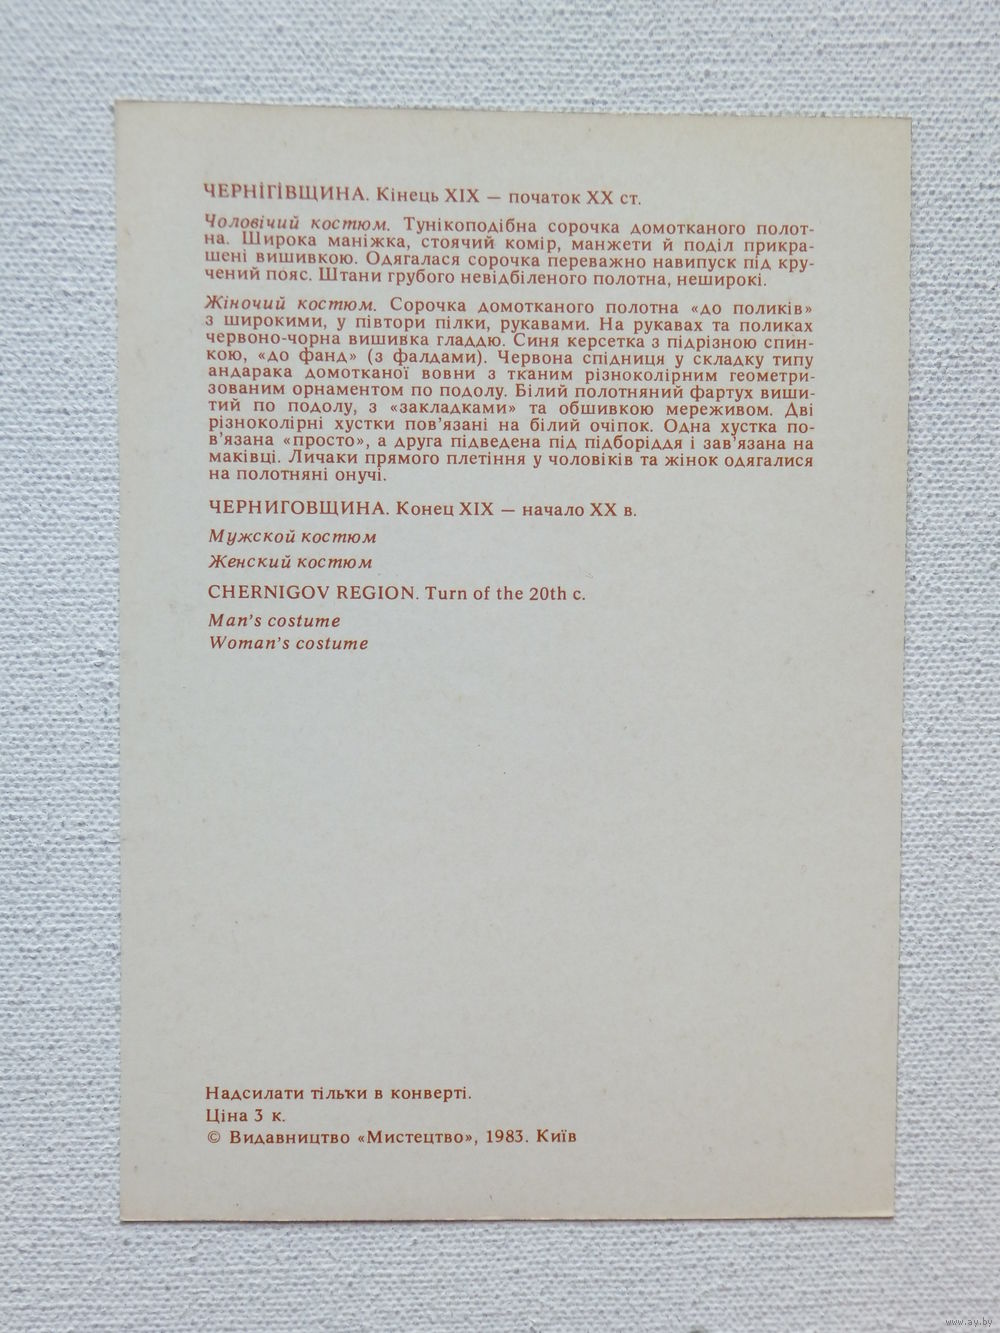 ЧЕРНІГІВЩИНА. Кінець XIX — початок XX ст.
Чоловічий костюм. Тунікоподібна сорочка домотканого полот-
на. Широка маніжка, стоячий комір, манжети й поділ прикра-
шені вишивкою. Одягалася сорочка переважно навипуск під кру-
чений пояс. Штани грубого невідбіленого полотна, неширокі.
Жіночий костюм. Сорочка домотканого полотна «до поликів»
з широкими, у півтори пілки, рукавами. На рукавах та поликах
червоно-чорна вишивка гладдю. Синя керсетка з підрізною спин-
кою, «до фанд» (з фалдами). Червона спідниця у складку типу
андарака домотканої вовни з тканим різноколірним геометри-
зованим орнаментом по подолу. Білий полотняний фартух виши-
тий по подолу, з «закладками» та обшивкою мереживом. Дві
різноколірні хустки пов'язані на білий очіпок. Одна хустка по-
в'язана «просто», а друга підведена під підборіддя і зав'язана на
маківці. Личаки прямого плетіння у чоловіків та жінок одягалися
на полотняні онучі.
ЧЕРНИГОВЩИНА. Конец XIX — начало XX в.
Мужской костюм
Женский костюм
CHERNIGOV REGION. Turn of the 20th c.
Man's costume
Woman's costume
Надсилати тільки в конверті.
Ціна 3 к.
© Видавництво «Мистецтво», 1983. Київ
www.ay.by